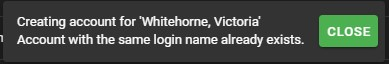 Creating account for 'Whitehorne, Victoria'
Account with the same login name already exists.
CLOSE